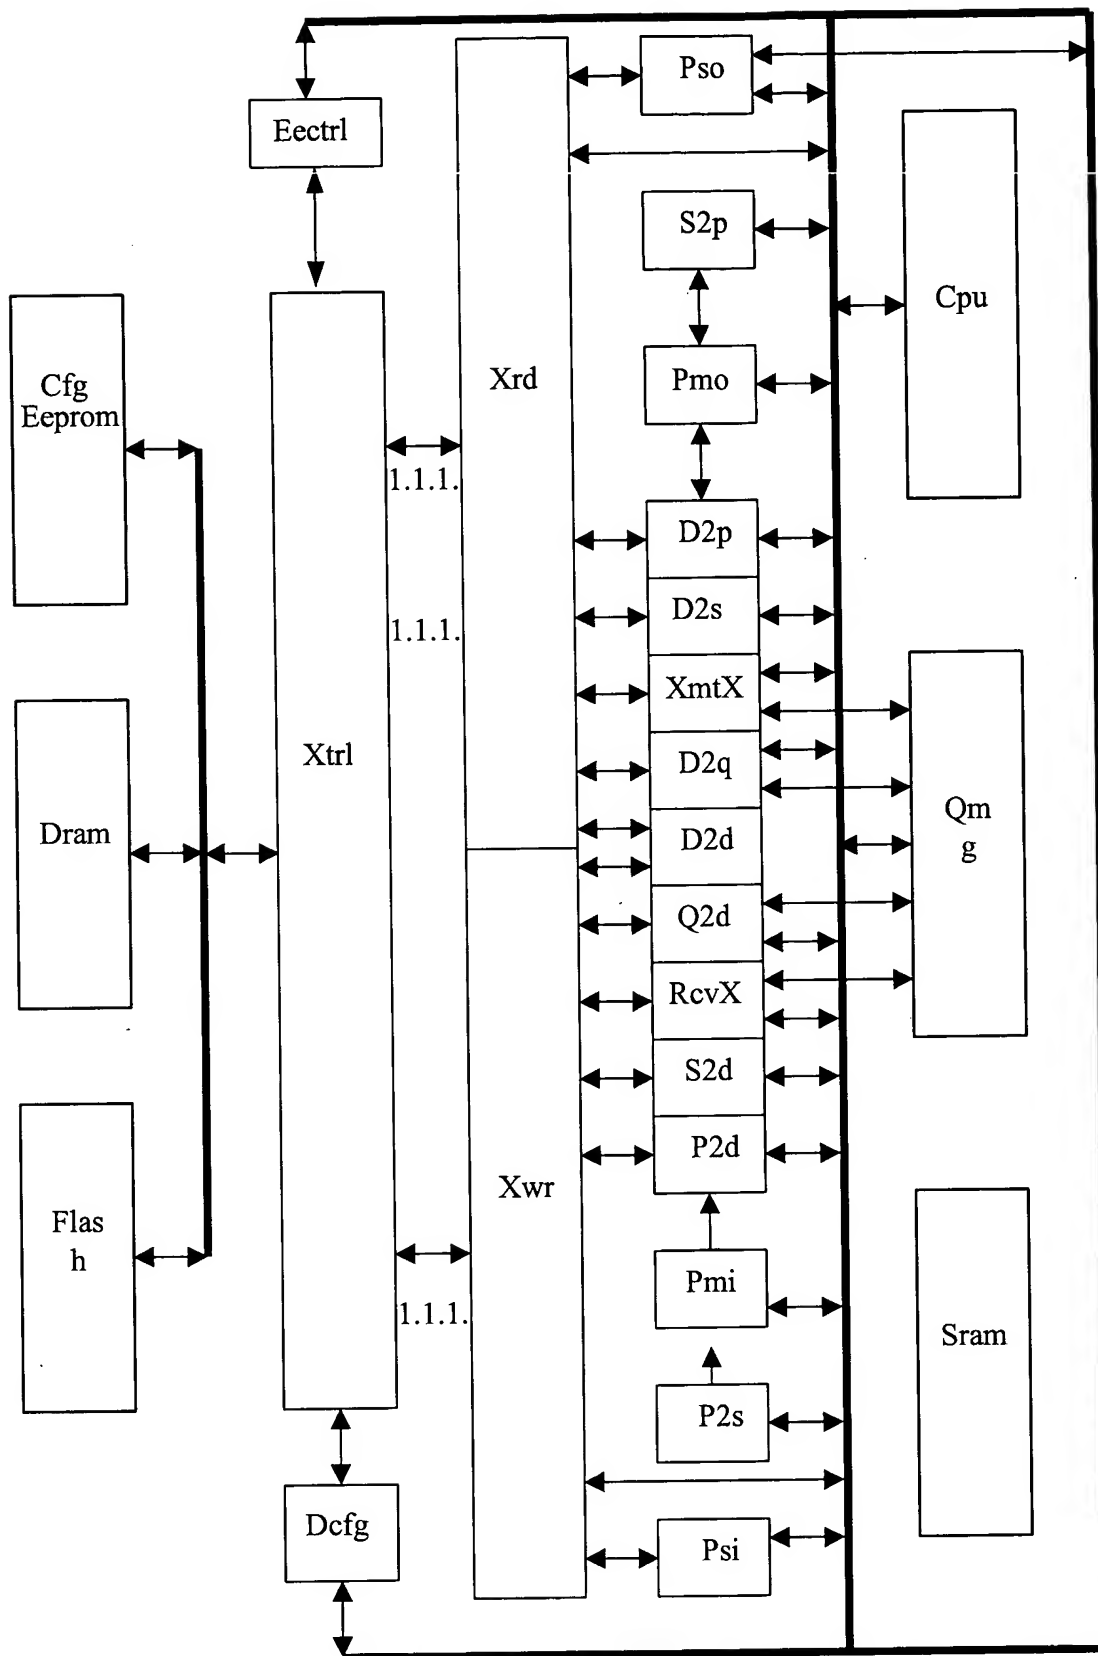 Pso
Eectrl
S2p
Cpu
Cfg
Eeprom
Xrd
Pmo
1.1.1.
D2p
D2s
1.1.1.
XmtX
Xtrl
D2q
Dram
D2d
Qm
g
Q2d
RcvX
S2d
P2d
Xwr
Flas
h
Pmi
1.1.1.
Sram
P2s
Dcfg
Psi